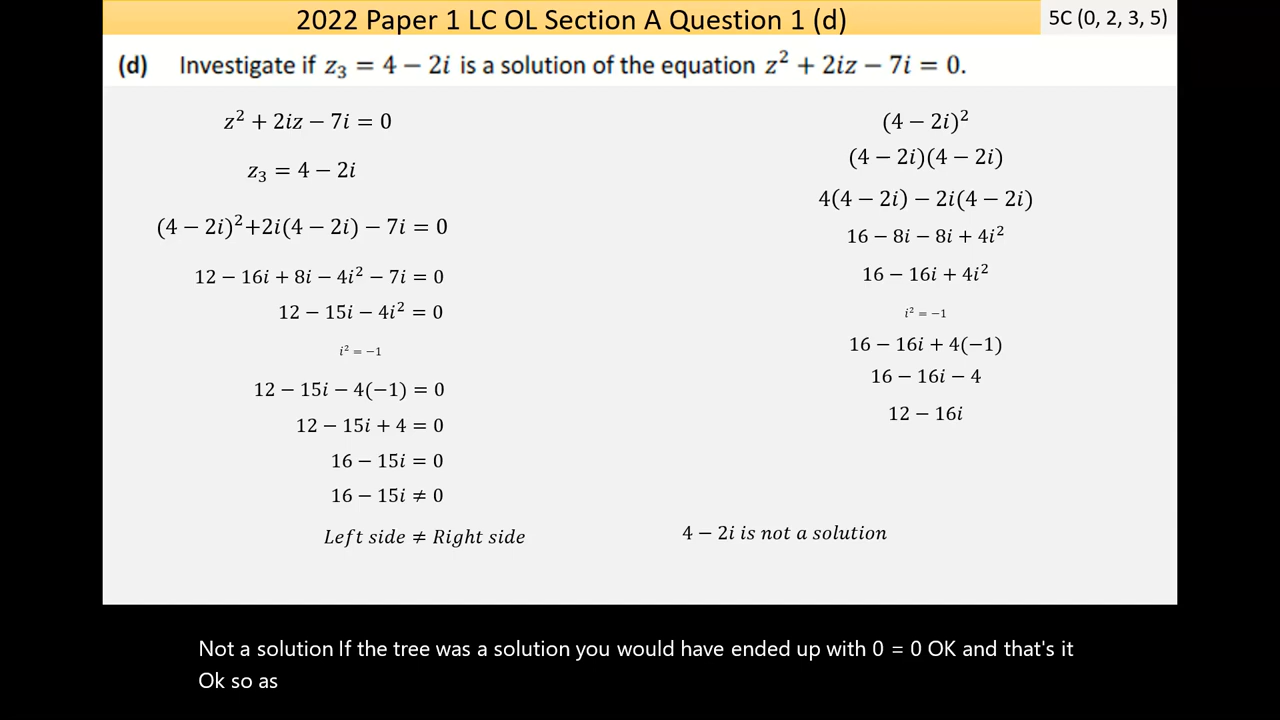 2022 Paper 1 LC OL Section A Question 1 (d)
5C (0, 2, 3, 5)
(d) Investigate if z₃ = 4 − 2i is a solution of the equation z² + 2iz − 7i = 0.
z² + 2iz − 7i = 0
z₃ = 4 − 2i
(4 − 2i)²+2i(4 − 2i) − 7i = 0
12 − 16i + 8i − 4i² − 7i = 0
12 − 15i − 4i² = 0
i² = −1
12 − 15i − 4(−1) = 0
12 − 15i + 4 = 0
16 − 15i = 0
16 − 15i ≠ 0
Left side ≠ Right side
(4 − 2i)²
(4 − 2i)(4 − 2i)
4(4 − 2i) − 2i(4 − 2i)
16 − 8i − 8i + 4i²
16 − 16i + 4i²
i² = −1
16 − 16i + 4(−1)
16 − 16i − 4
12 − 16i
4 − 2i is not a solution
Not a solution If the tree was a solution you would have ended up with 0 = 0 OK and that's it
Ok so as